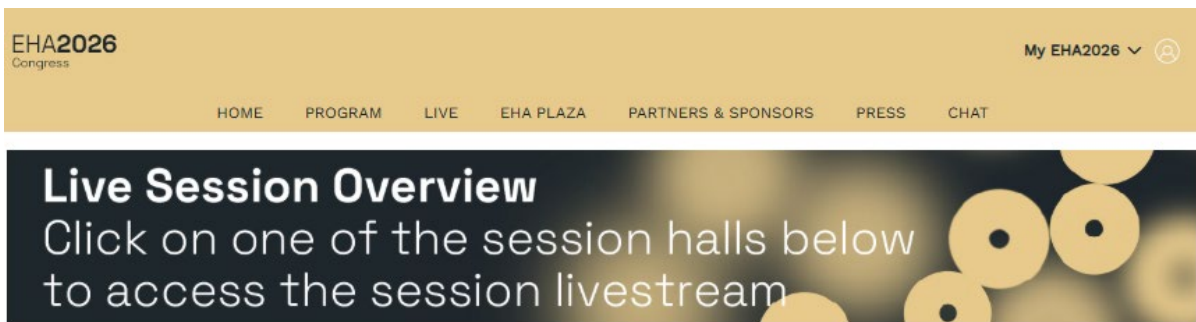 EHA2026
Congress
My EHA2026
HOME PROGRAM LIVE EHA PLAZA PARTNERS & SPONSORS PRESS CHAT
Live Session Overview
Click on one of the session halls below
to access the session livestream